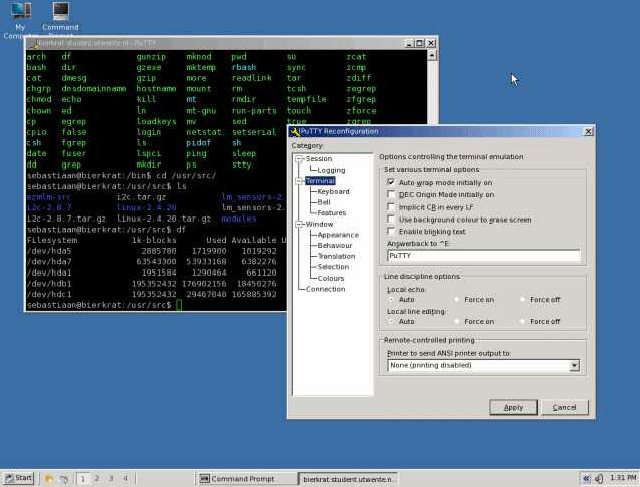 My
Command
bierkrat.student.utwente.nl - PuTTY
arch df gunzip mknod pwd su zcat
bash dir gzexe mktemp rbash sync zcmp
cat dmesg gzip more readlink tar zdiff
chgrp dnsdomainname hostname mount rm tcsh zegrep
chmod echo kill mt rmdir tempfile zfgrep
chown ed ln mt-gnu run-parts touch zforce
cp egrep loadkeys mv sed true zgrep
cpio false login netstat setserial
csh fgrep ls pidof sh
date fuser lspci ping sleep
dd grep mkdir ps stty
sebastiaan@bierkrat:/bin$ cd /usr/src/
sebastiaan@bierkrat:/usr/src$ ls
ezmlm-src i2c.tar.gz lm_sensors-2
i2c-2.8.7 linux-2.4.20 lm_sensors-2
i2c-2.8.7.tar.gz linux-2.4.20.tar.gz modules
sebastiaan@bierkrat:/usr/src$ df
Filesystem 1k-blocks Used Available U
/dev/hda5 2885780 1719900 1019292
/dev/hda7 63543300 53933168 6382276
/dev/hda1 1951584 1290464 661120
/dev/hdb1 195352432 176902156 18450276
/dev/hdc1 195352432 29467040 165885392
sebastiaan@bierkrat:/usr/src$
PuTTY Reconfiguration
Category:
Session
Logging
Terminal
Keyboard
Bell
Features
Window
Appearance
Behaviour
Translation
Selection
Colours
Connection
Options controlling the terminal emulation
Set various terminal options
Auto wrap mode initially on
DEC Origin Mode initially on
Implicit CR in every LF
Use background colour to erase screen
Enable blinking text
Answerback to ^E:
PuTTY
Line discipline options
Local echo:
Auto Force on Force off
Local line editing:
Auto Force on Force off
Remote-controlled printing
Printer to send ANSI printer output to:
None (printing disabled)
Apply Cancel
Start 1 2 3 4 Command Prompt bierkrat.student.utwente.n... 1:31 PM